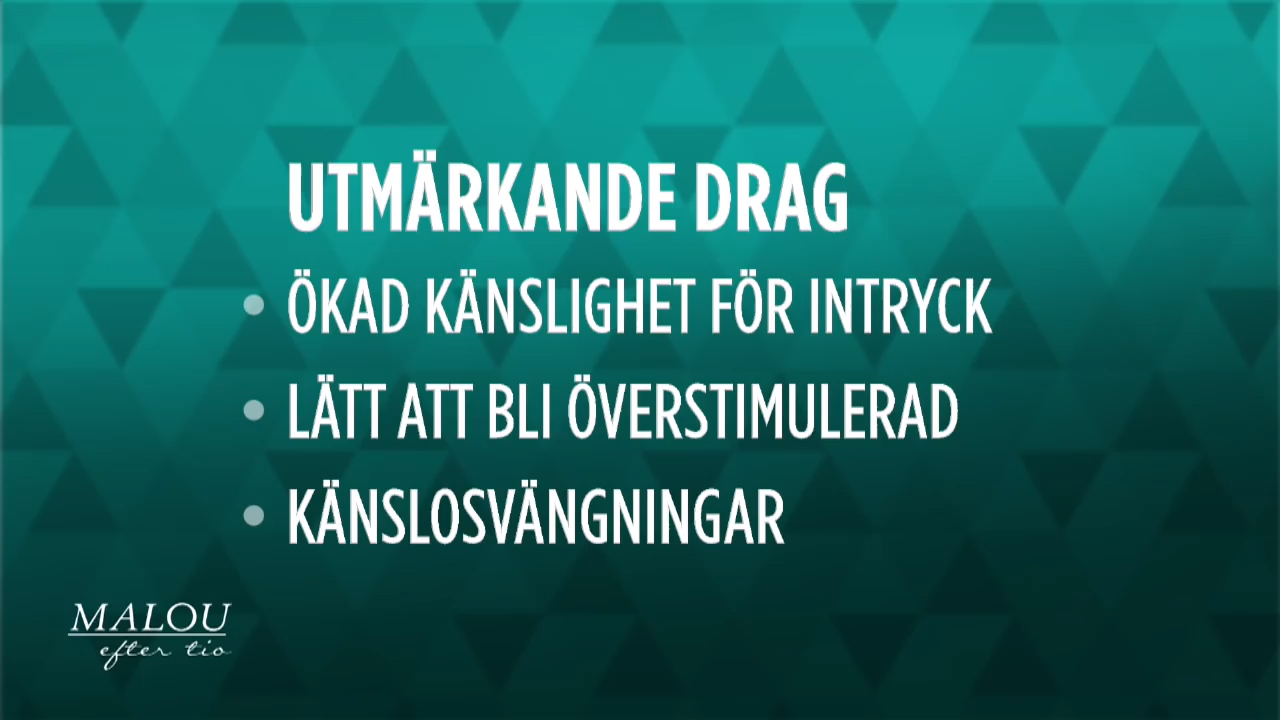 UTMÄRKANDE DRAG
• ÖKAD KÄNSLIGHET FÖR INTRYCK
• LÄTT ATT BLI ÖVERSTIMULERAD
• KÄNSLOSVÄNGNINGAR
MALOU
efter tio